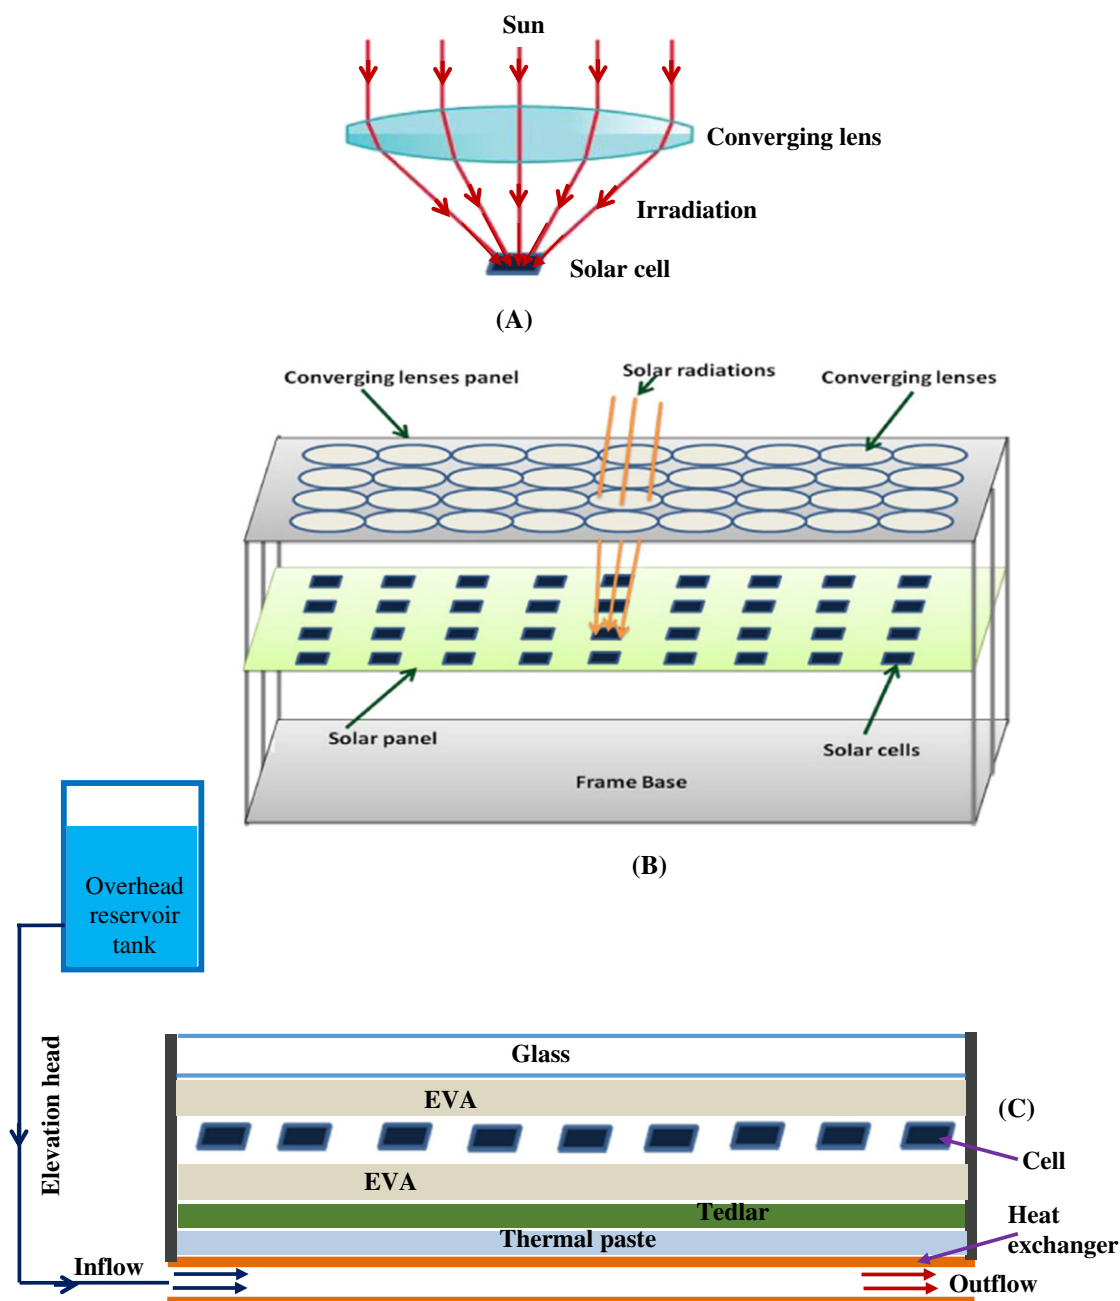 Sun
Converging lens
Irradiation
Solar cell
(A)
Converging lenses panel
Solar radiations
Converging lenses
Solar panel
Solar cells
Frame Base
(B)
Overhead
reservoir
tank
Elevation head
Glass
EVA
(C)
Cell
EVA
Tedlar
Thermal paste
Heat
exchanger
Inflow
Outflow